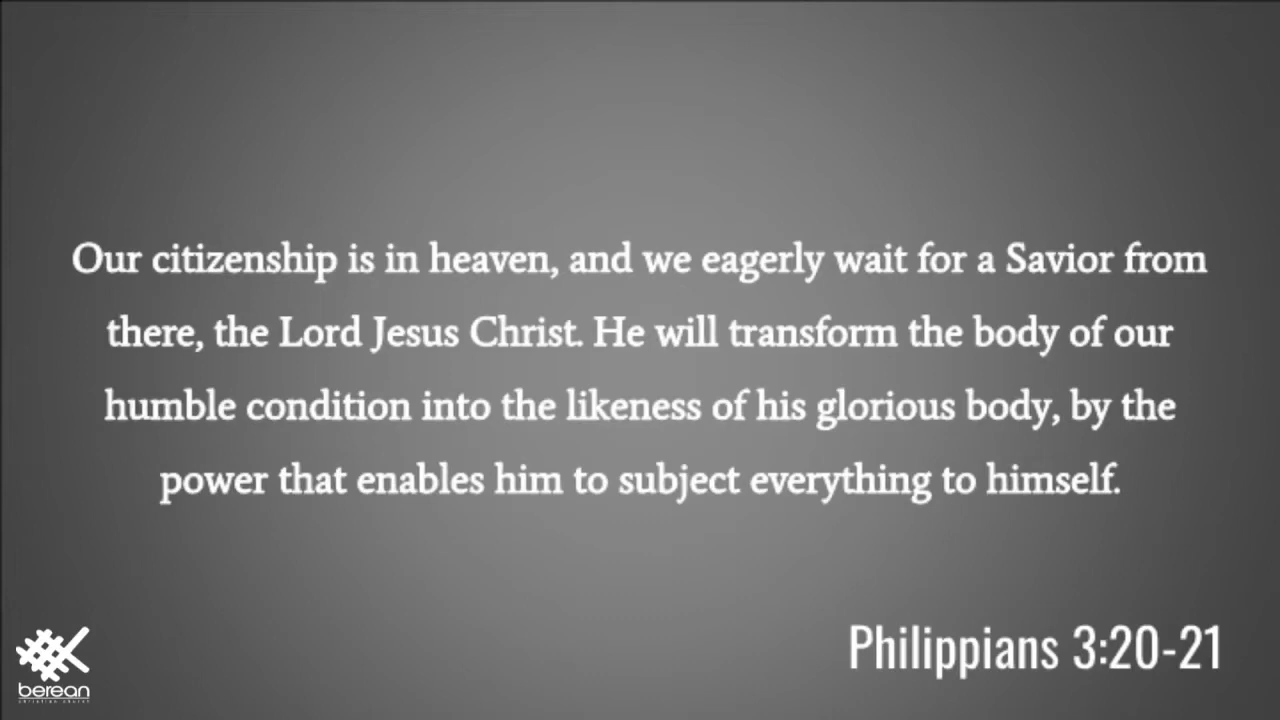 Our citizenship is in heaven, and we eagerly wait for a Savior from
there, the Lord Jesus Christ. He will transform the body of our
humble condition into the likeness of his glorious body, by the
power that enables him to subject everything to himself.
Philippians 3:20-21
berean
christian church